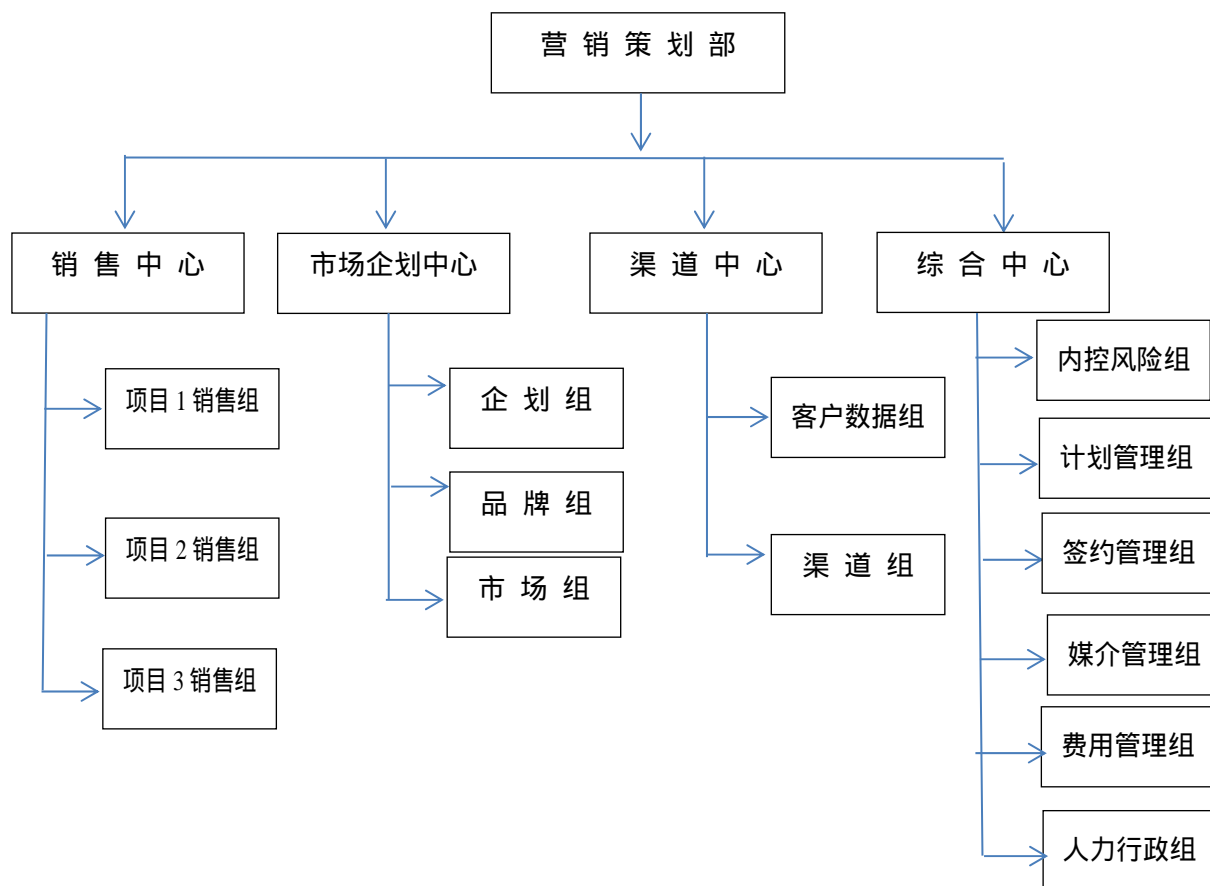 营销策划部
销售中心
市场企划中心
渠道中心
综合中心
项目1销售组
项目2销售组
项目3销售组
企划组
品牌组
市场组
客户数据组
渠道组
内控风险组
计划管理组
签约管理组
媒介管理组
费用管理组
人力行政组